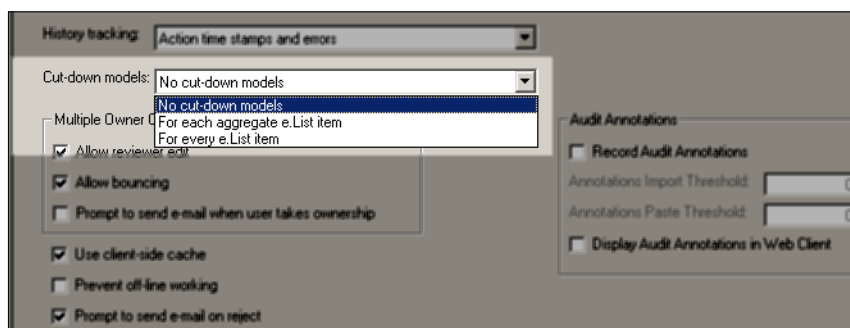 History tracking: Action time stamps and errors
Cut-down models: No cut-down models
No cut-down models
For each aggregate e.List item
For every e.List item
Multiple Owner
Allow reviewer edit
Allow bouncing
Prompt to send e-mail when user takes ownership
Use client-side cache
Prevent off-line working
Prompt to send e-mail on reject
Audit Annotations
Record Audit Annotations
Annotations Import Threshold:
Annotations Paste Threshold:
Display Audit Annotations in Web Client